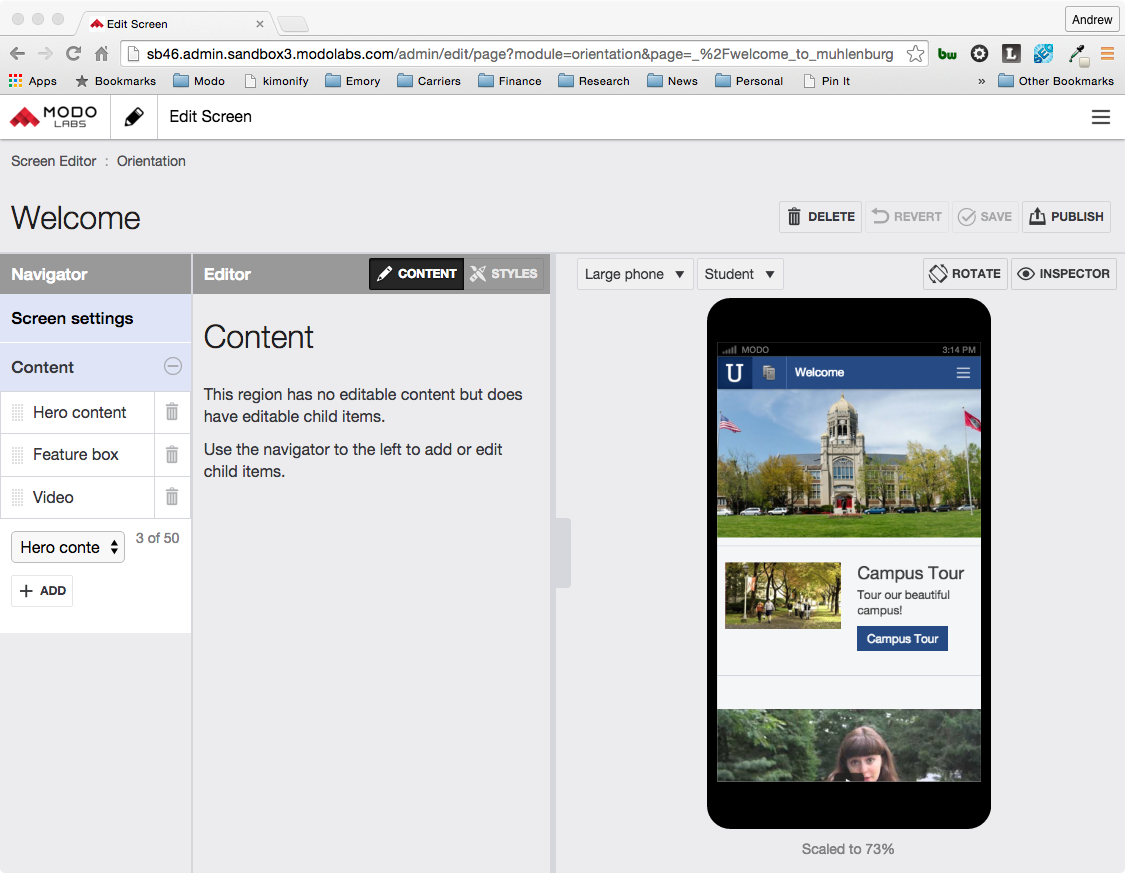 Edit Screen
Andrew
sb46.admin.sandbox3.modolabs.com/admin/edit/page?module=orientation&page=_%2Fwelcome_to_muhlenburg
bw
L
Apps
Bookmarks
Modo
kimonify
Emory
Carriers
Finance
Research
News
Personal
Pin It
»
Other Bookmarks
MODO
LABS
Edit Screen
Screen Editor : Orientation
Welcome
DELETE
REVERT
SAVE
PUBLISH
Navigator
Editor
CONTENT
STYLES
Large phone
Student
ROTATE
INSPECTOR
Screen settings
Content
Hero content
Feature box
Video
Hero conte
3 of 50
+ ADD
Content
This region has no editable content but does
have editable child items.
Use the navigator to the left to add or edit
child items.
MODO
3:14 PM
U
Welcome
Campus Tour
Tour our beautiful
campus!
Campus Tour
Scaled to 73%